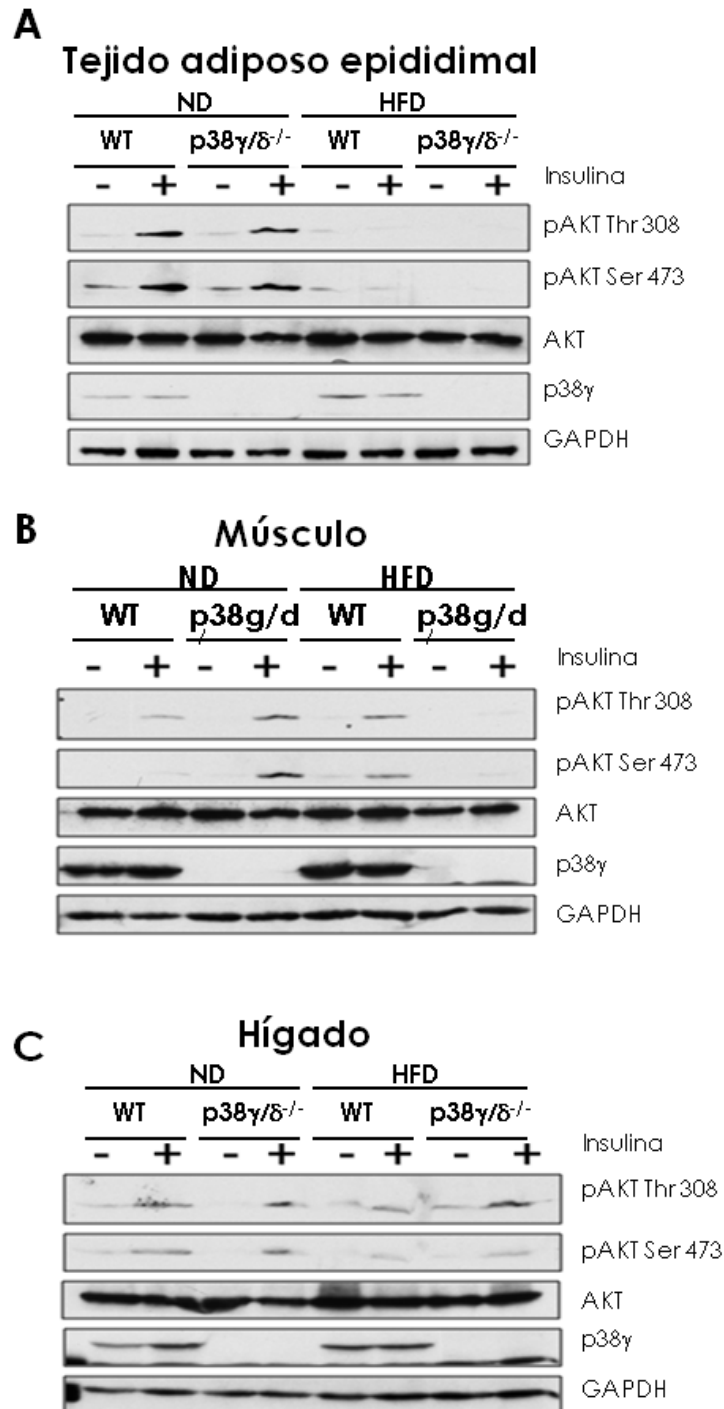 A
Tejido adiposo epididimal
ND HFD
WT p38γ/δ-/- WT p38γ/δ-/-
- + - + - + - + Insulina
pAKT Thr 308
pAKT Ser 473
AKT
p38γ
GAPDH
B
Músculo
ND HFD
WT p38g/d WT p38g/d
- + - + - + - + Insulina
pAKT Thr 308
pAKT Ser 473
AKT
p38γ
GAPDH
C
Hígado
ND HFD
WT p38γ/δ-/- WT p38γ/δ-/-
- + - + - + - + Insulina
pAKT Thr 308
pAKT Ser 473
AKT
p38γ
GAPDH